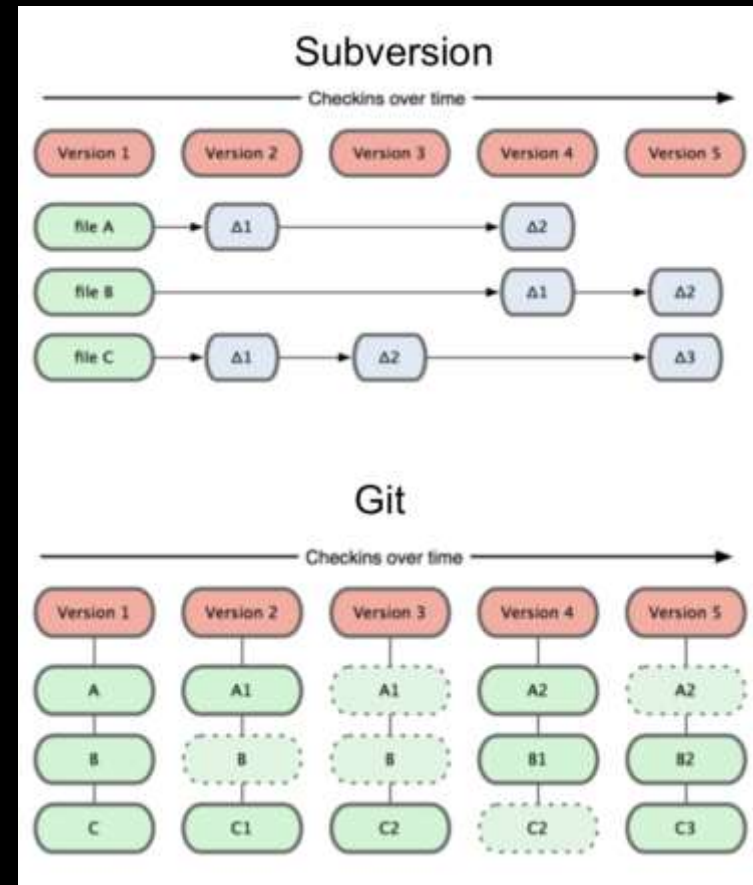 Subversion
Checkins over time
Version 1 Version 2 Version 3 Version 4 Version 5
file A Δ1 Δ2
file B Δ1 Δ2
file C Δ1 Δ2 Δ3
Git
Checkins over time
Version 1 Version 2 Version 3 Version 4 Version 5
A A1 A1 A2 A2
B B B B1 B2
C C1 C2 C2 C3